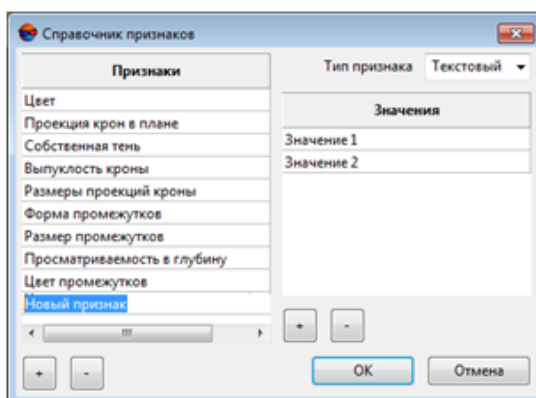 Справочник признаков
Признаки
Цвет
Проекция крон в плане
Собственная тень
Выпуклость кроны
Размеры проекций кроны
Форма промежутков
Размер промежутков
Просматриваемость в глубину
Цвет промежутков
Новый признак
+ -
Тип признака Текстовый
Значения
Значение 1
Значение 2
+ -
OK Отмена